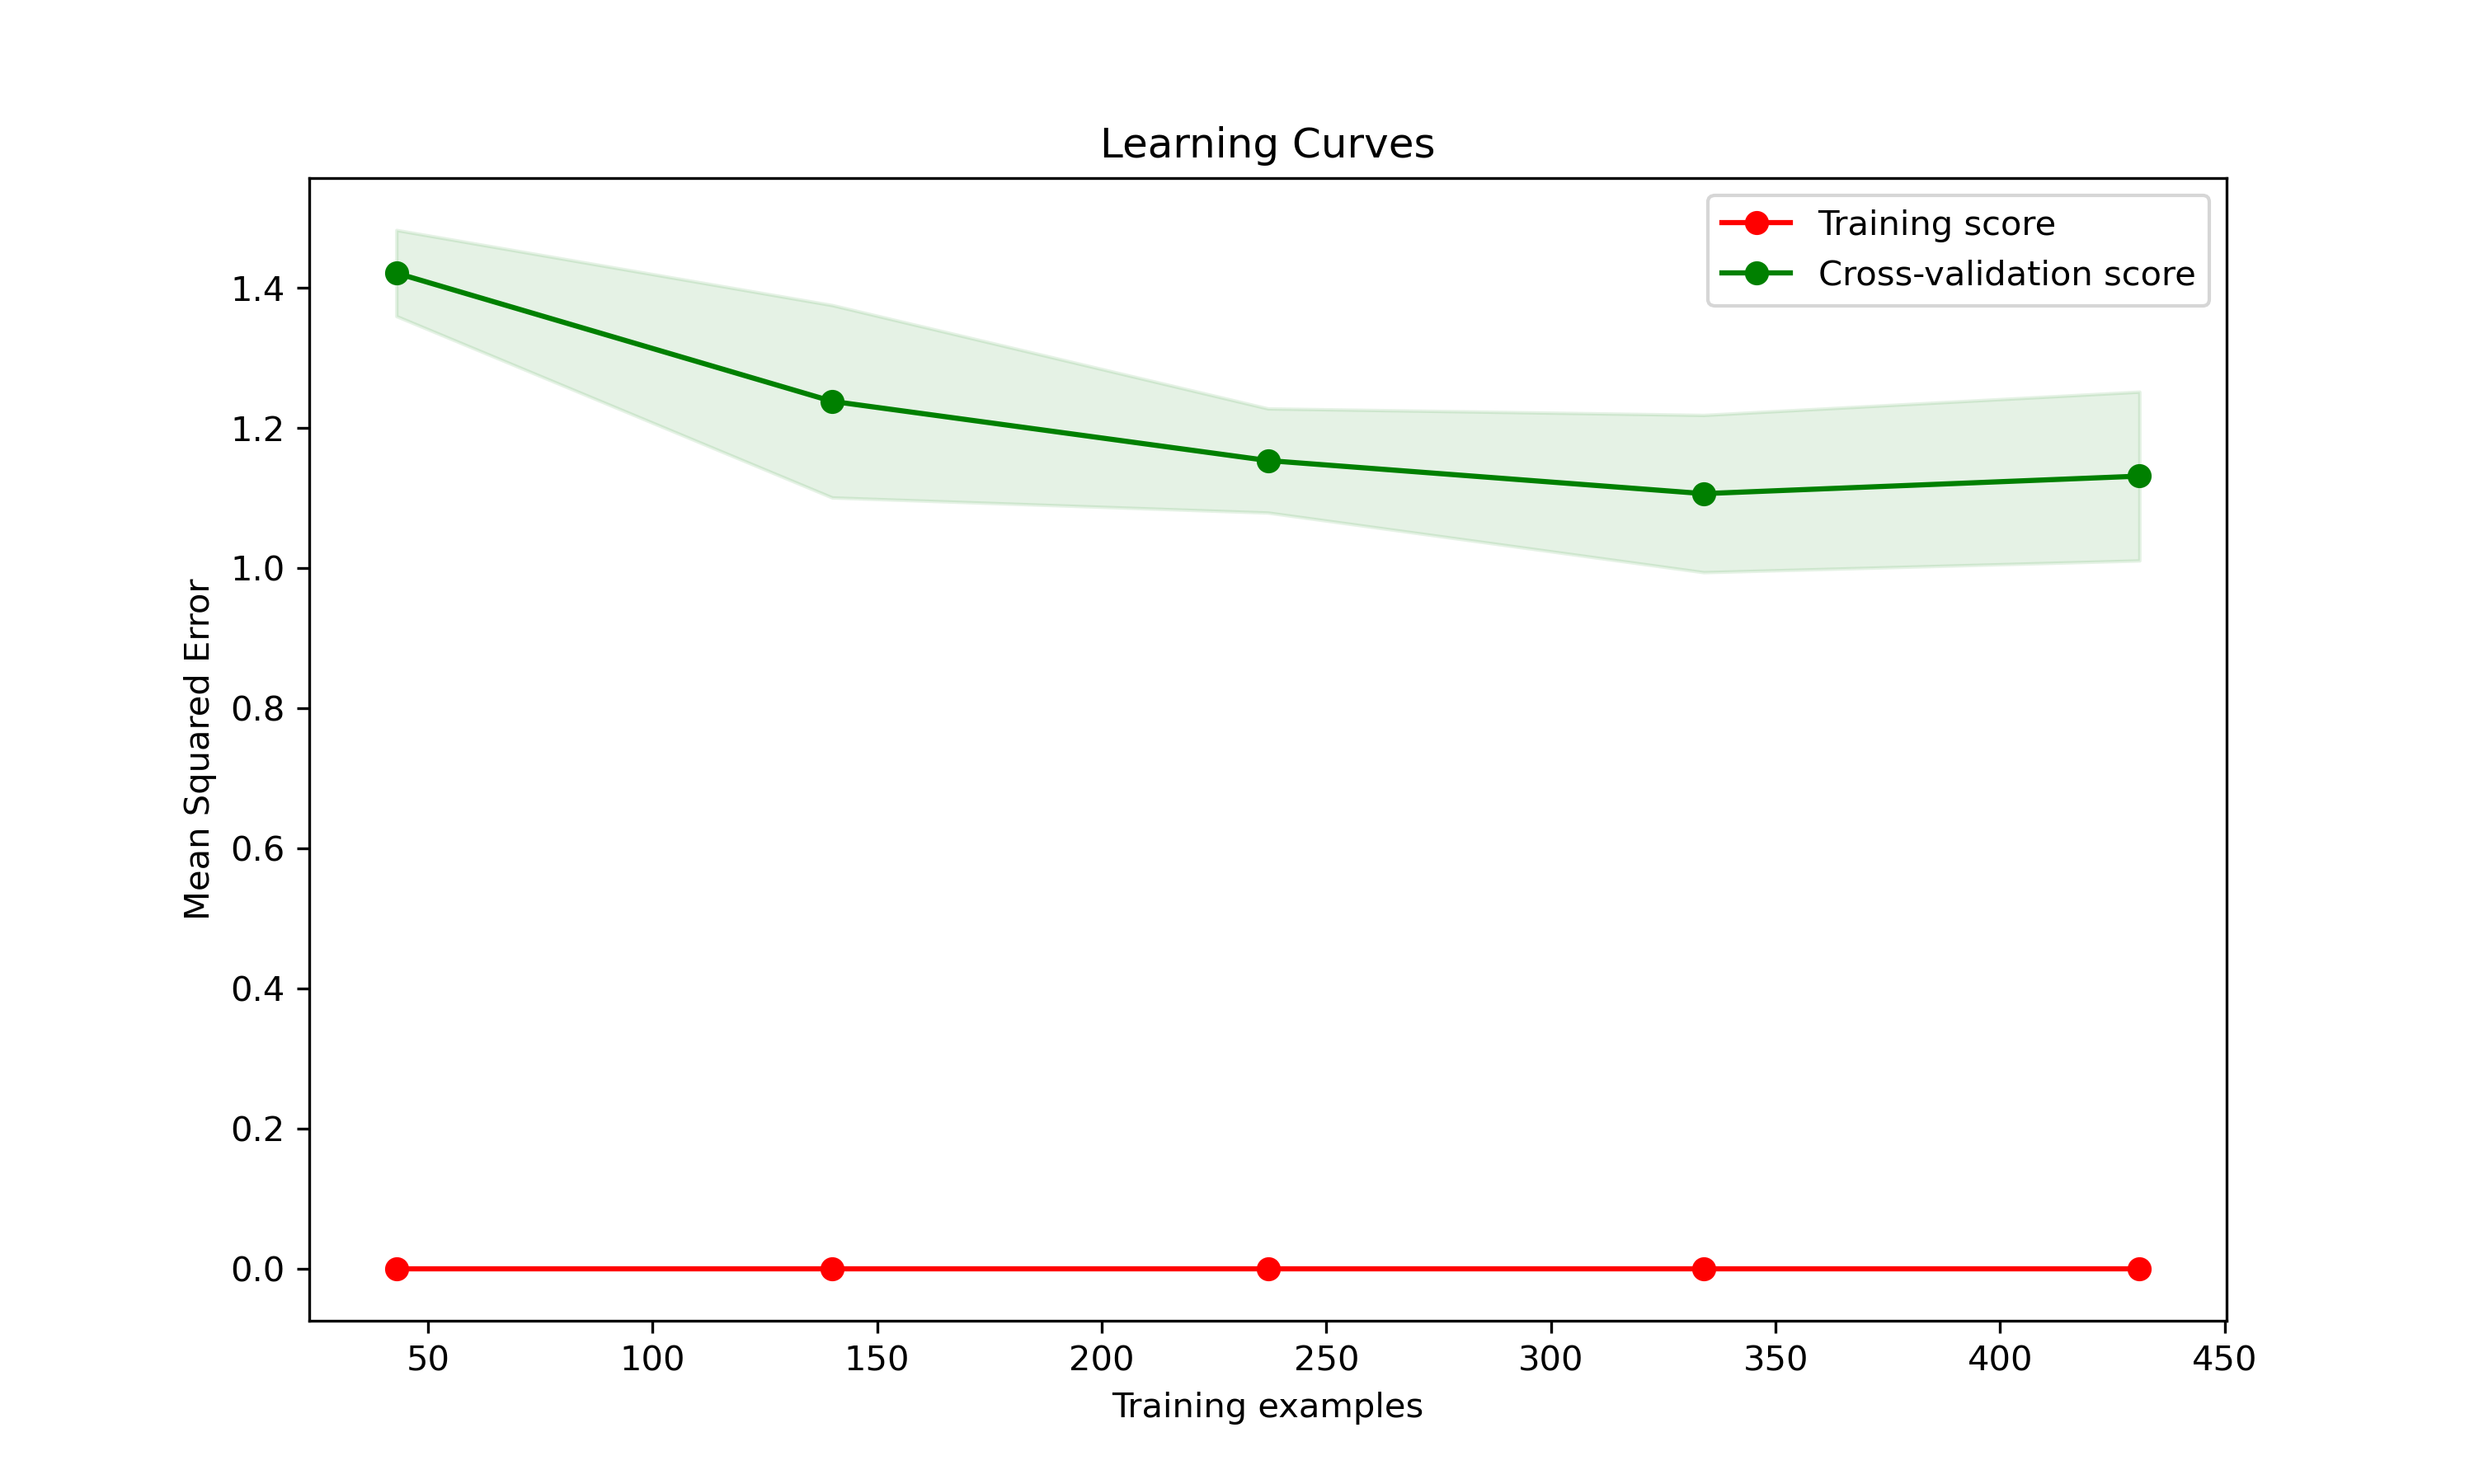 Learning Curves
Training score
Cross-validation score
1.4
1.2
1.0
0.8
0.6
0.4
0.2
0.0
Mean Squared Error
50 100 150 200 250 300 350 400 450
Training examples